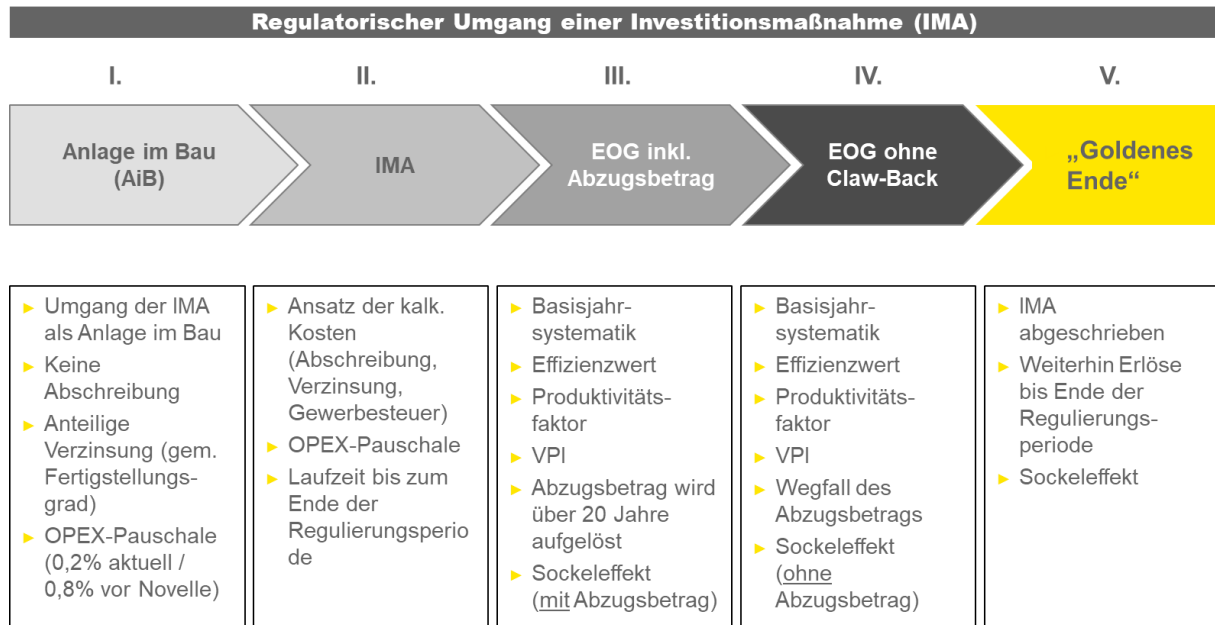 Regulatorischer Umgang einer Investitionsmaßnahme (IMA)
I.
II.
III.
IV.
V.
Anlage im Bau
(AiB)
IMA
EOG inkl.
Abzugsbetrag
EOG ohne
Claw-Back
„Goldenes
Ende“
Umgang der IMA
als Anlage im Bau
Keine
Abschreibung
Anteilige
Verzinsung (gem.
Fertigstellungs-
grad)
OPEX-Pauschale
(0,2% aktuell /
0,8% vor Novelle)
Ansatz der kalk.
Kosten
(Abschreibung,
Verzinsung,
Gewerbesteuer)
OPEX-Pauschale
Laufzeit bis zum
Ende der
Regulierungsperio
de
Basisjahr-
systematik
Effizienzwert
Produktivitäts-
faktor
VPI
Abzugsbetrag wird
über 20 Jahre
aufgelöst
Sockeleffekt
(mit Abzugsbetrag)
Basisjahr-
systematik
Effizienzwert
Produktivitäts-
faktor
VPI
Wegfall des
Abzugsbetrags
Sockeleffekt
(ohne
Abzugsbetrag)
IMA
abgeschrieben
Weiterhin Erlöse
bis Ende der
Regulierungs-
periode
Sockeleffekt